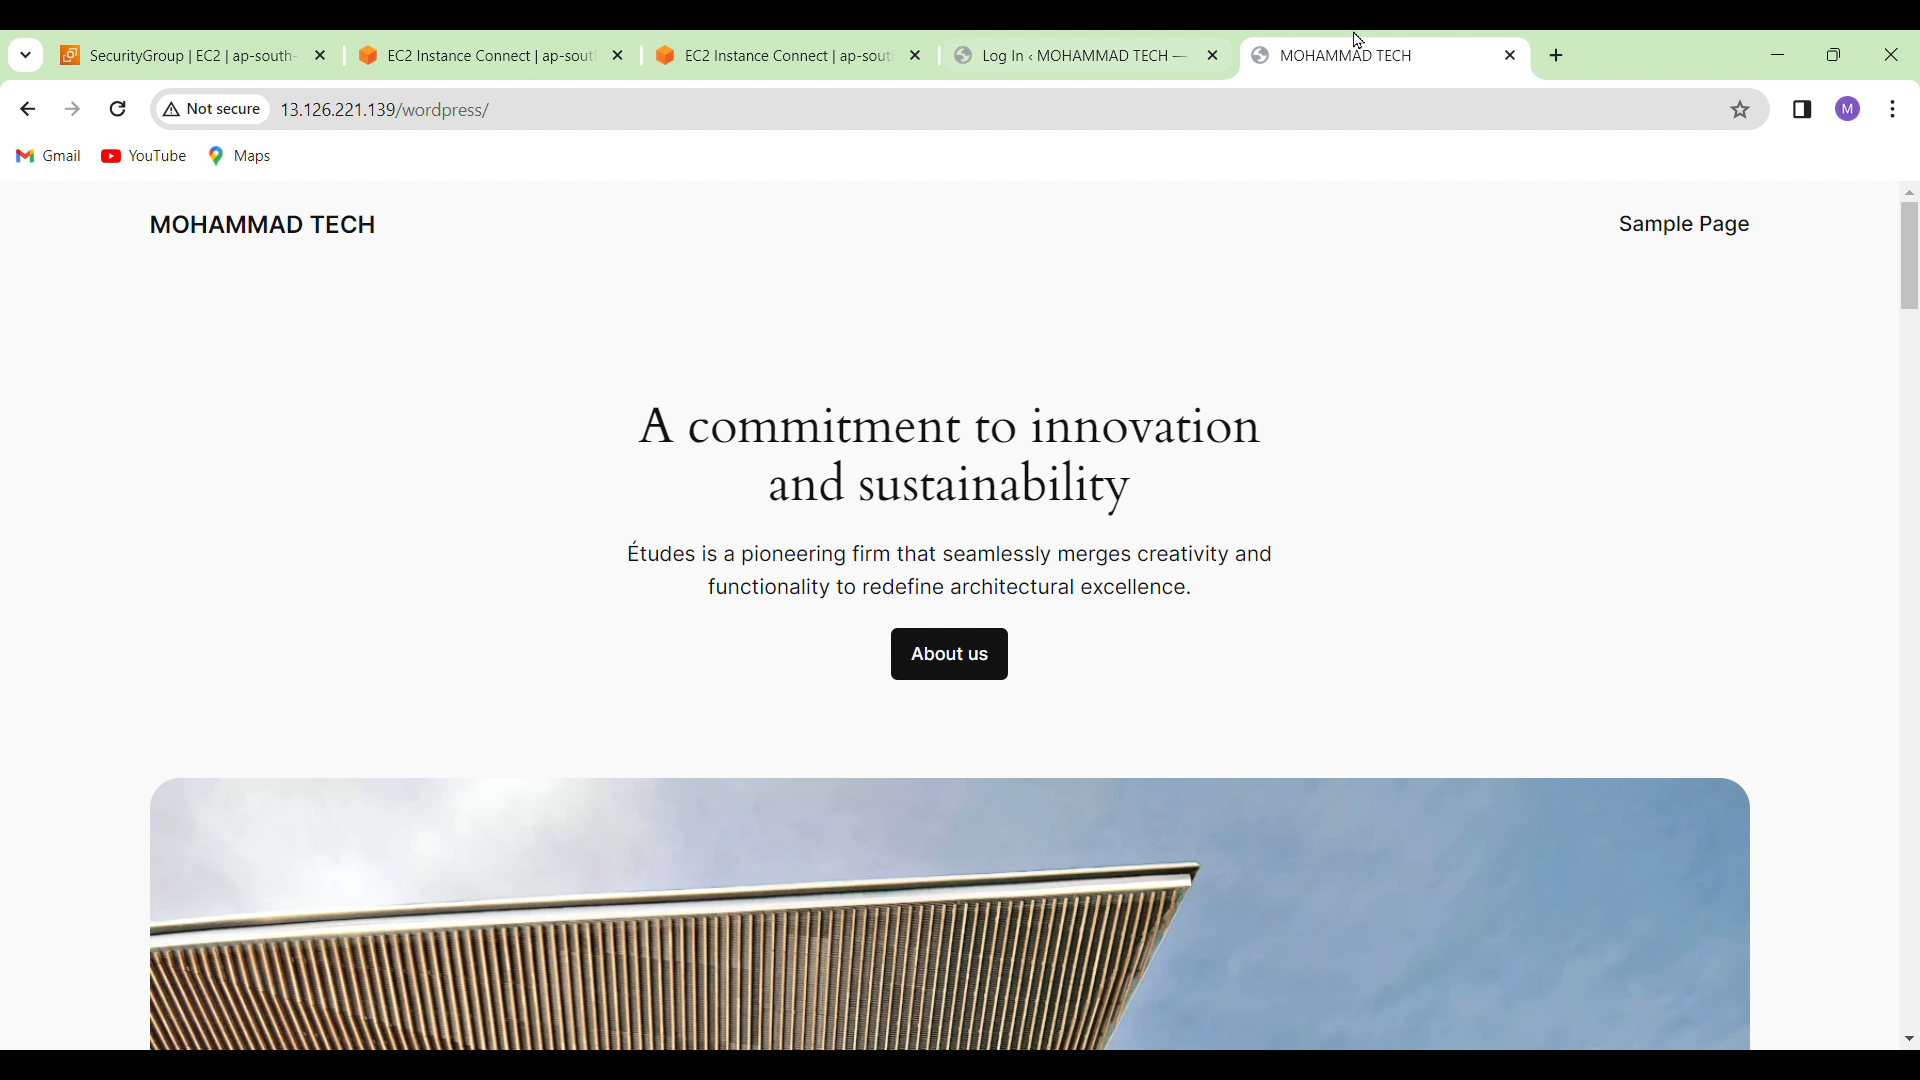 SecurityGroup | EC2 | ap-south-
EC2 Instance Connect | ap-sout
EC2 Instance Connect | ap-sout
Log In ‹ MOHAMMAD TECH —
MOHAMMAD TECH
Not secure
13.126.221.139/wordpress/
M
Gmail
YouTube
Maps
MOHAMMAD TECH
Sample Page
A commitment to innovation
and sustainability
Études is a pioneering firm that seamlessly merges creativity and
functionality to redefine architectural excellence.
About us